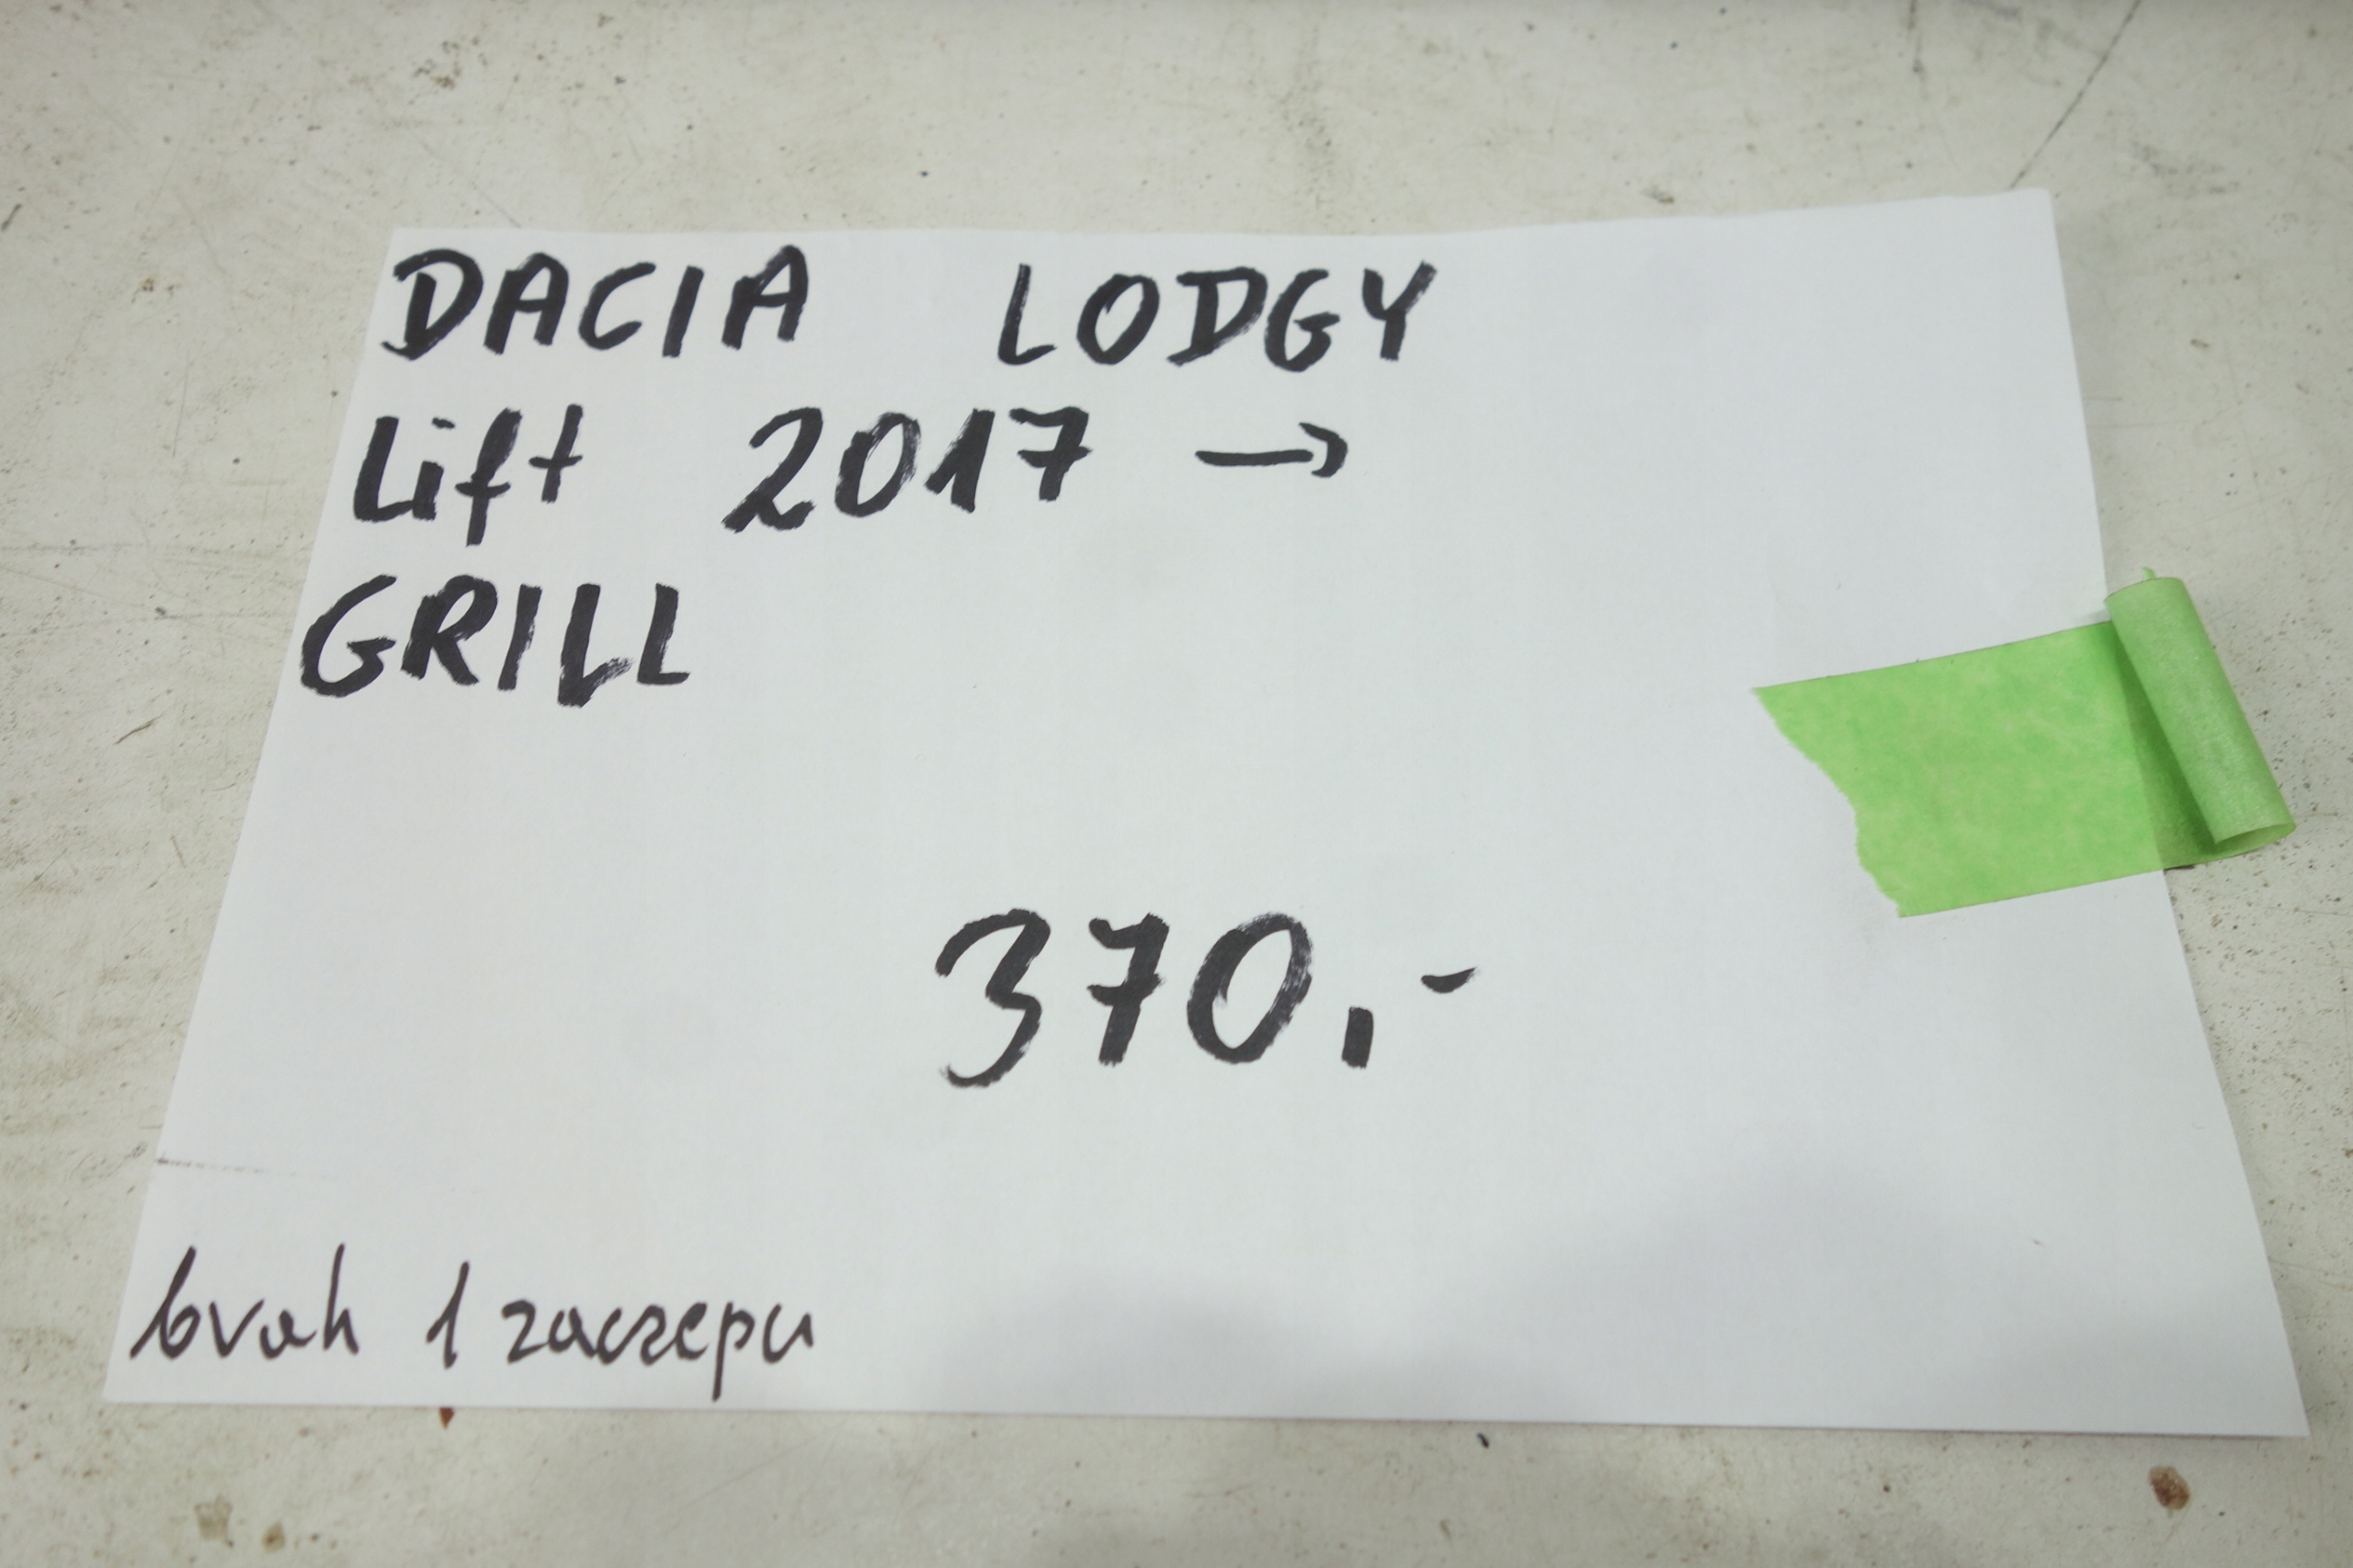 DACIA LODGY
Lift 2017 →
GRILL
370,-
brak 1 zaczepu